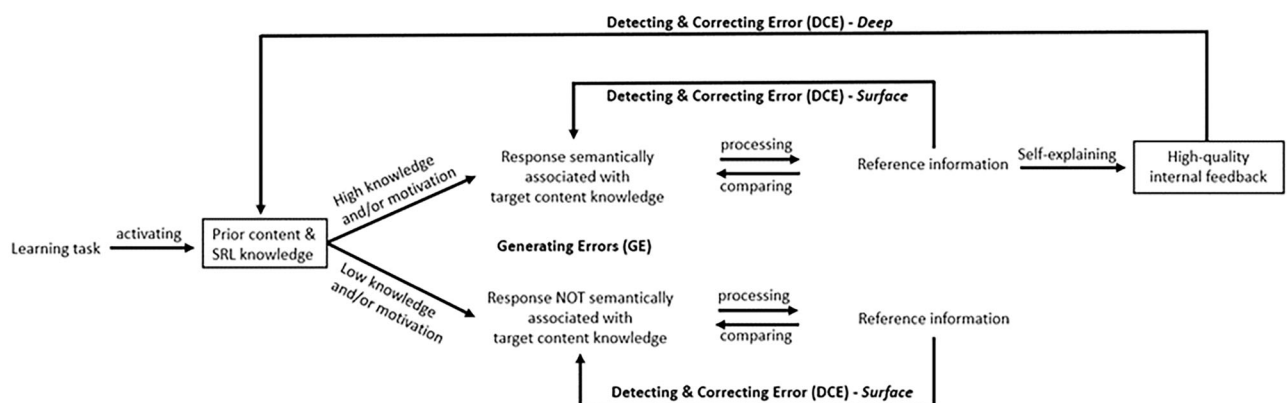 Detecting & Correcting Error (DCE) - Deep
Detecting & Correcting Error (DCE) - Surface
High knowledge
and/or motivation
Response semantically
associated with
target content knowledge
processing
comparing
Reference information
Self-explaining
High-quality
internal feedback
Learning task
activating
Prior content &
SRL knowledge
Generating Errors (GE)
Low knowledge
and/or motivation
Response NOT semantically
associated with
target content knowledge
processing
comparing
Reference information
Detecting & Correcting Error (DCE) - Surface